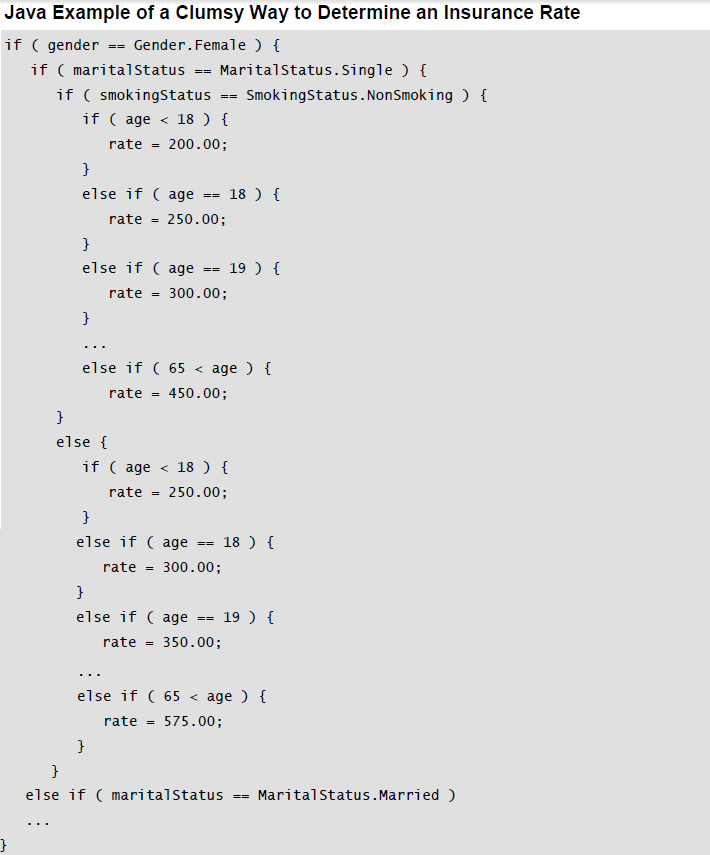 Java Example of a Clumsy Way to Determine an Insurance Rate
if ( gender == Gender.Female ) {
if ( maritalStatus == MaritalStatus.Single ) {
if ( smokingStatus == SmokingStatus.NonSmoking ) {
if ( age < 18 ) {
rate = 200.00;
}
else if ( age == 18 ) {
rate = 250.00;
}
else if ( age == 19 ) {
rate = 300.00;
}
...
else if ( 65 < age ) {
rate = 450.00;
}
else {
if ( age < 18 ) {
rate = 250.00;
}
else if ( age == 18 ) {
rate = 300.00;
}
else if ( age == 19 ) {
rate = 350.00;
...
else if ( 65 < age ) {
rate = 575.00;
}
}
else if ( maritalStatus == MaritalStatus.Married )
...
}